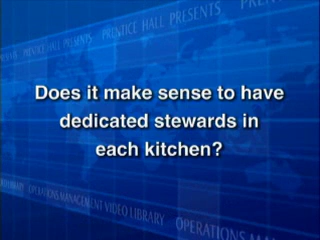 PRENTICE HALL PRESENTS
PRENTICE HALL PRESENTS
Does it make sense to have
dedicated stewards in
each kitchen?
OPERATIONS MANAGEMENT VIDEO LIBRARY
OPERATIONS